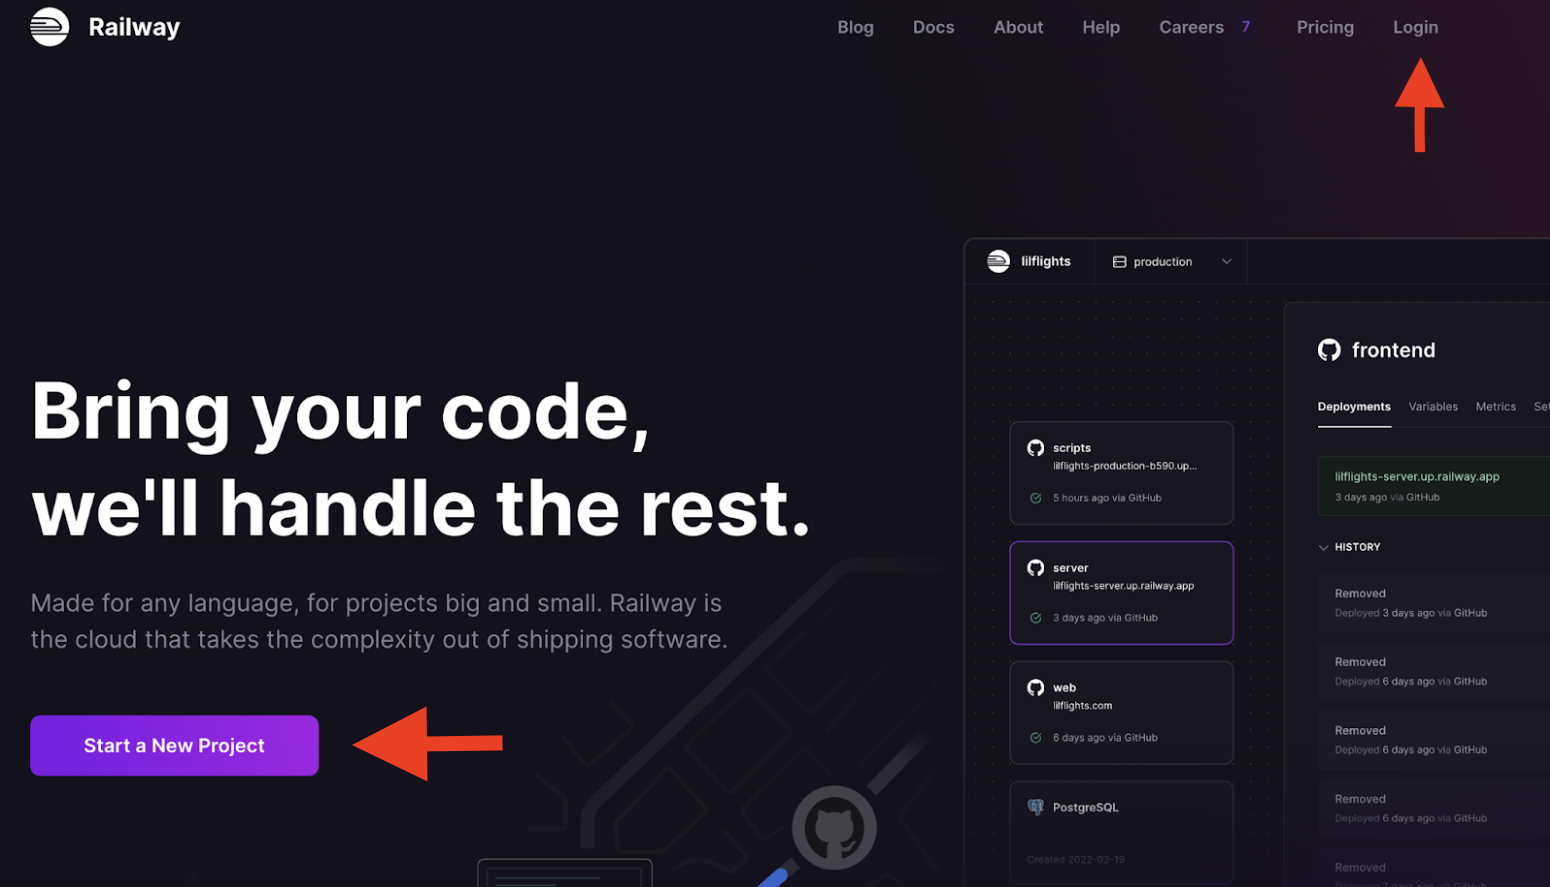 Railway
Blog Docs About Help Careers 7 Pricing Login
lilflights production
frontend
Deployments Variables Metrics
Bring your code,
we'll handle the rest.
Made for any language, for projects big and small. Railway is
the cloud that takes the complexity out of shipping software.
Start a New Project
scripts
lilflights-production-b590.up...
5 hours ago via GitHub
server
lilflights-server.up.railway.app
3 days ago via GitHub
web
lilflights.com
6 days ago via GitHub
PostgreSQL
Created 2022-02-19
lilflights-server.up.railway.app
3 days ago via GitHub
HISTORY
Removed
Deployed 3 days ago via GitHub
Removed
Deployed 6 days ago via GitHub
Removed
Deployed 6 days ago via GitHub
Removed
Deployed 6 days ago via GitHub
Removed